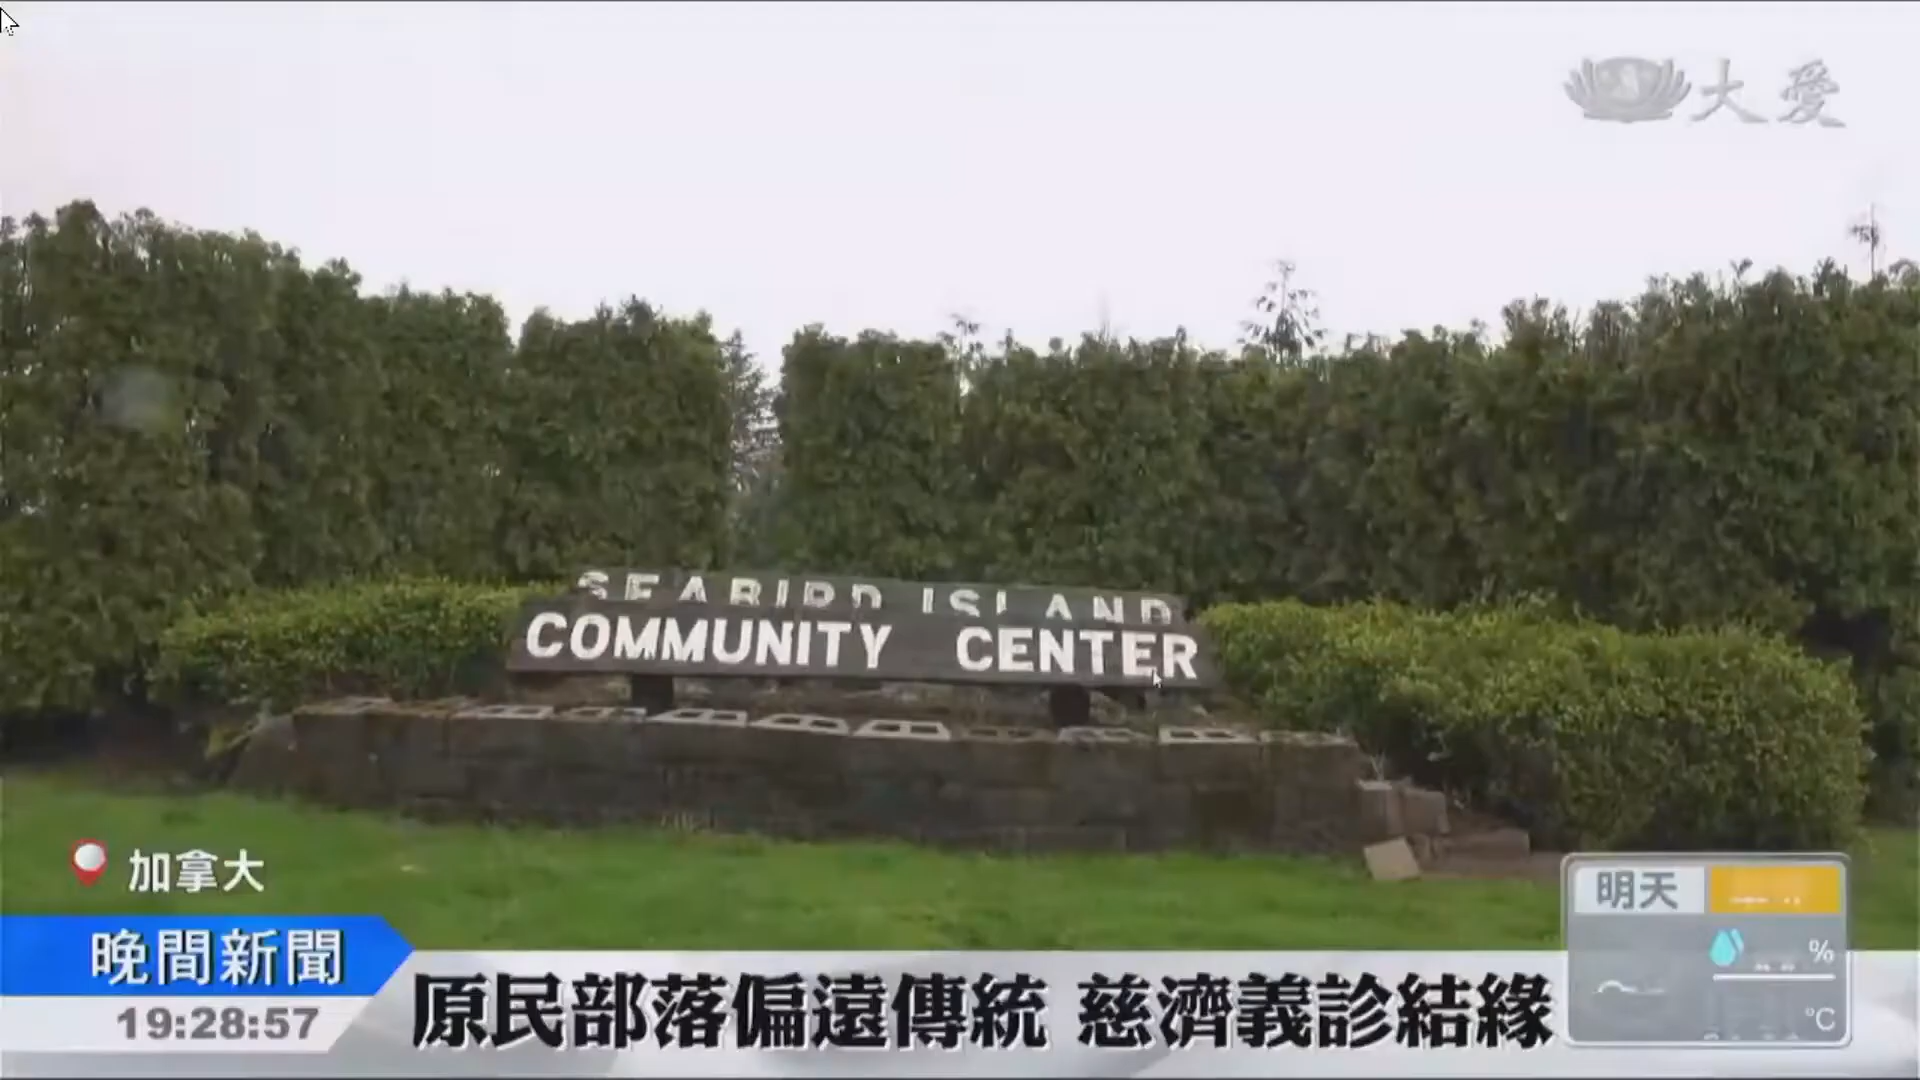 大愛
SEABIRD ISLAND
COMMUNITY CENTER
加拿大
明天
晚間新聞
%
19:28:57
原民部落偏遠傳統 慈濟義診結緣
°C